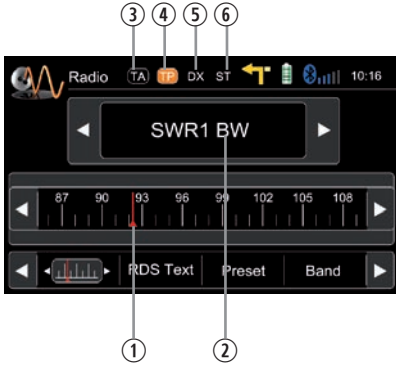 ③ ④ ⑤ ⑥
Radio TA TP DX ST 10:16
SWR1 BW
87 90 93 96 99 102 105 108
RDS Text Preset Band
① ②